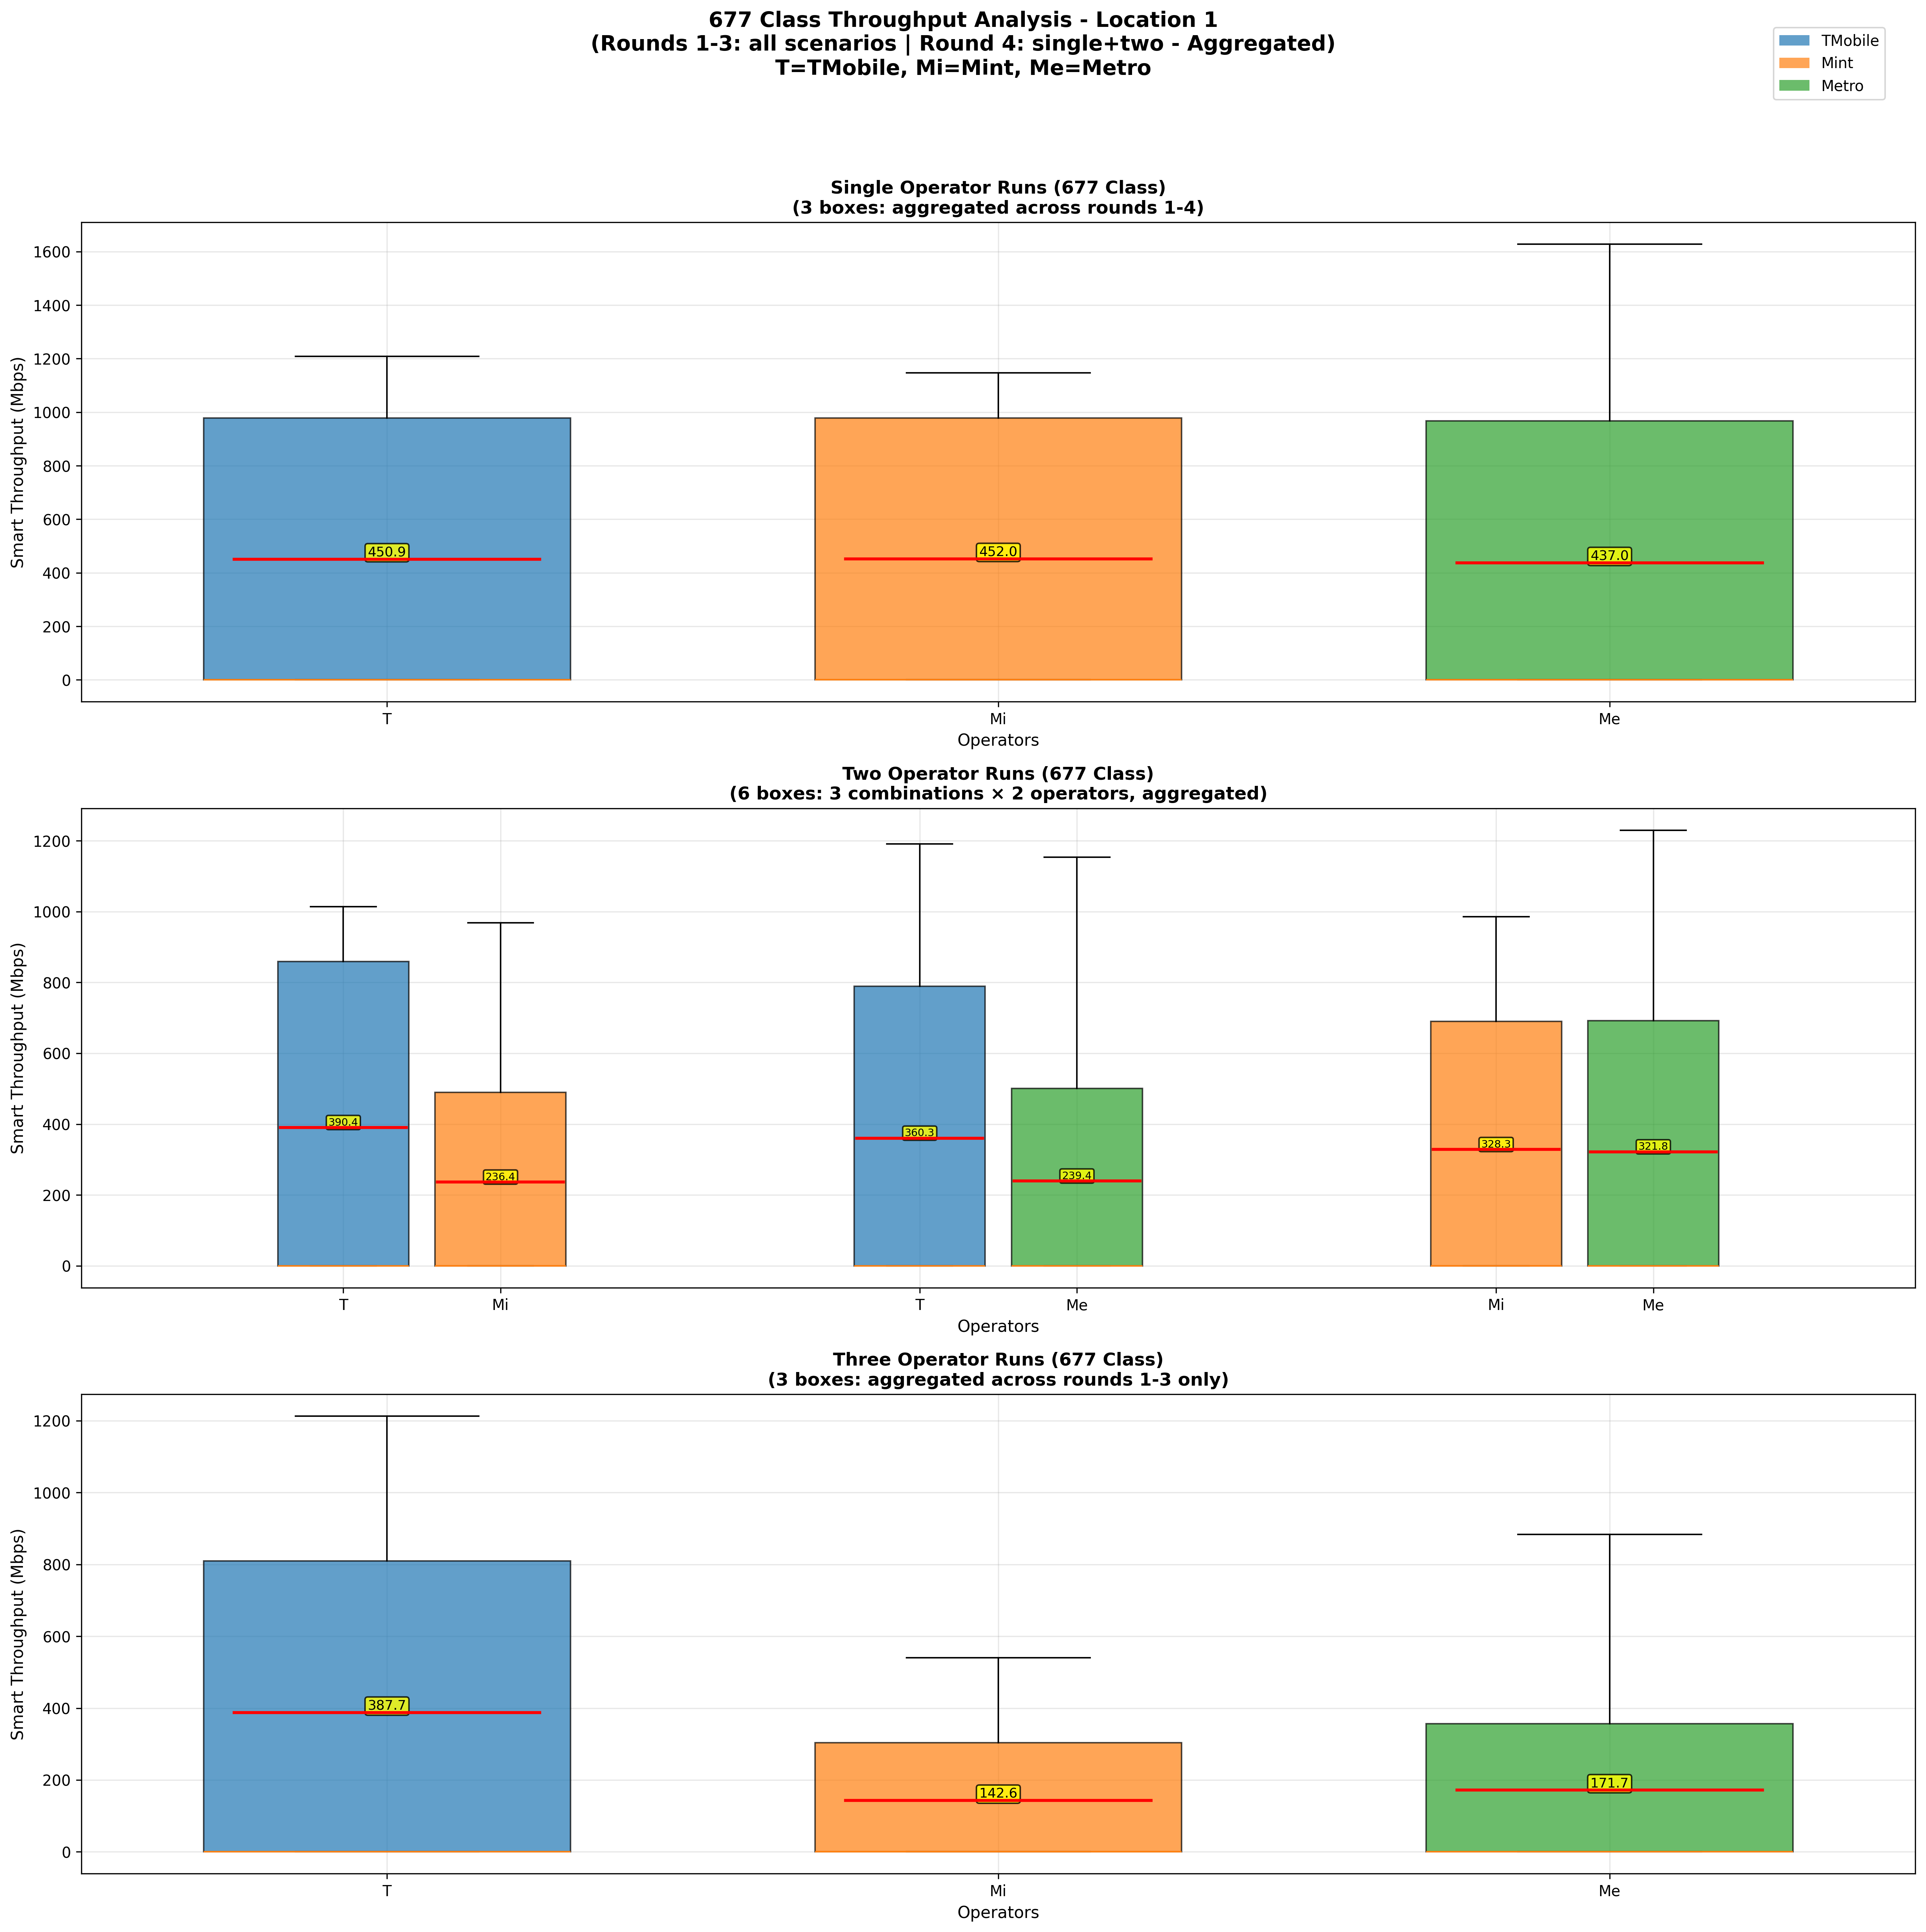 677 Class Throughput Analysis - Location 1
(Rounds 1-3: all scenarios | Round 4: single+two - Aggregated)
T=TMobile, Mi=Mint, Me=Metro
TMobile
Mint
Metro
Single Operator Runs (677 Class)
(3 boxes: aggregated across rounds 1-4)
Smart Throughput (Mbps)
1600
1400
1200
1000
800
600
400
200
0
450.9
452.0
437.0
T
Mi
Me
Operators
Two Operator Runs (677 Class)
(6 boxes: 3 combinations × 2 operators, aggregated)
Smart Throughput (Mbps)
1200
1000
800
600
400
200
0
390.4
236.4
360.3
239.4
328.3
321.8
T
Mi
T
Me
Mi
Me
Operators
Three Operator Runs (677 Class)
(3 boxes: aggregated across rounds 1-3 only)
Smart Throughput (Mbps)
1200
1000
800
600
400
200
0
387.7
142.6
171.7
T
Mi
Me
Operators